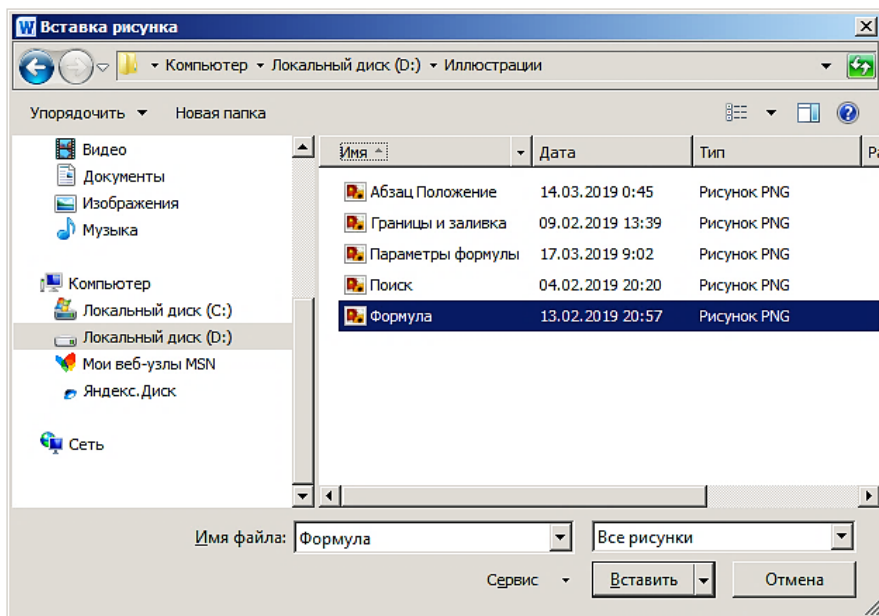 Вставка рисунка
Компьютер Локальный диск (D:) Иллюстрации
Упорядочить Новая папка
Видео
Документы
Изображения
Музыка
Компьютер
Локальный диск (C:)
Локальный диск (D:)
Мои веб-узлы MSN
Яндекс.Диск
Сеть
Имя Дата Тип Ра
Абзац Положение 14.03.2019 0:45 Рисунок PNG
Границы и заливка 09.02.2019 13:39 Рисунок PNG
Параметры формулы 17.03.2019 9:02 Рисунок PNG
Поиск 04.02.2019 20:20 Рисунок PNG
Формула 13.02.2019 20:57 Рисунок PNG
Имя файла: Формула Все рисунки
Сервис Вставить Отмена